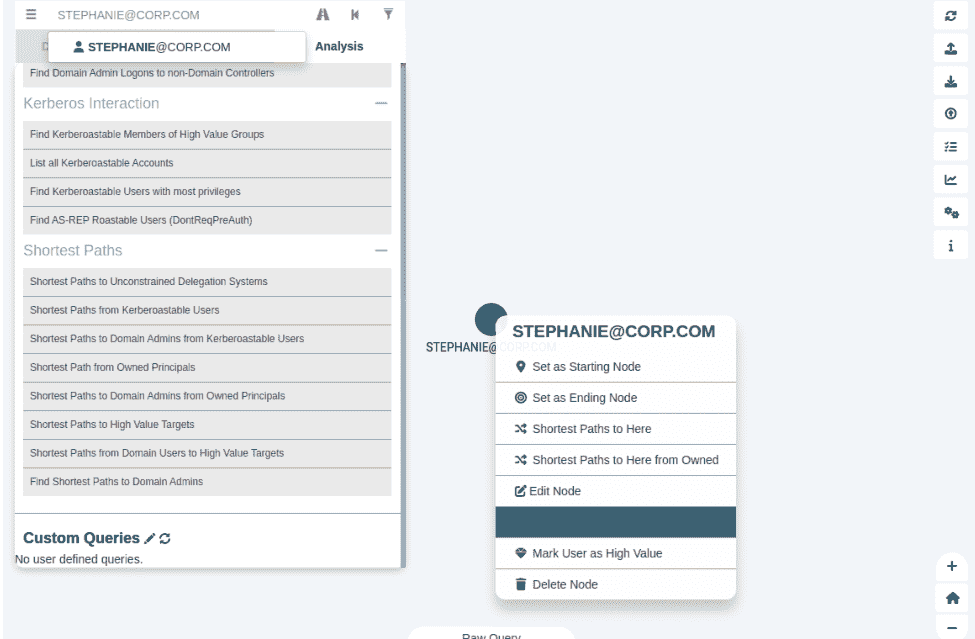 STEPHANIE@CORP.COM
STEPHANIE@CORP.COM
Analysis
Find Domain Admin Logons to non-Domain Controllers
Kerberos Interaction
Find Kerberoastable Members of High Value Groups
List all Kerberoastable Accounts
Find Kerberoastable Users with most privileges
Find AS-REP Roastable Users (DontReqPreAuth)
Shortest Paths
Shortest Paths to Unconstrained Delegation Systems
Shortest Paths from Kerberoastable Users
Shortest Paths to Domain Admins from Kerberoastable Users
Shortest Path from Owned Principals
Shortest Paths to Domain Admins from Owned Principals
Shortest Paths to High Value Targets
Shortest Paths from Domain Users to High Value Targets
Find Shortest Paths to Domain Admins
Custom Queries
No user defined queries.
STEPHANIE@CORP.COM
STEPHANIE@CORP.COM
Set as Starting Node
Set as Ending Node
Shortest Paths to Here
Shortest Paths to Here from Owned
Edit Node
Mark User as High Value
Delete Node
Raw Query